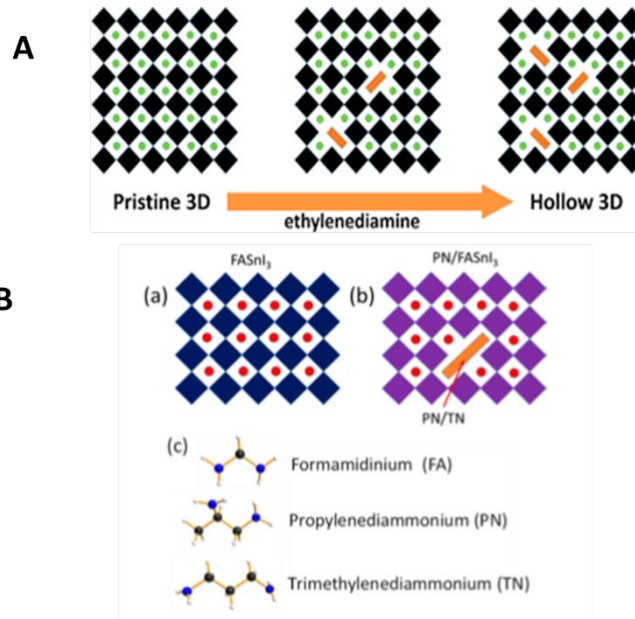 A
Pristine 3D
ethylenediamine
Hollow 3D
B
FASnI₃
PN/FASnI₃
(a)
(b)
PN/TN
(c)
Formamidinium (FA)
Propylenediammonium (PN)
Trimethylenediammonium (TN)